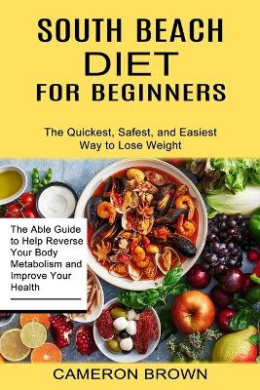 SOUTH BEACH
DIET
FOR BEGINNERS
The Quickest, Safest, and Easiest
Way to Lose Weight
The Able Guide
to Help Reverse
Your Body
Metabolism and
Improve Your
Health
CAMERON BROWN